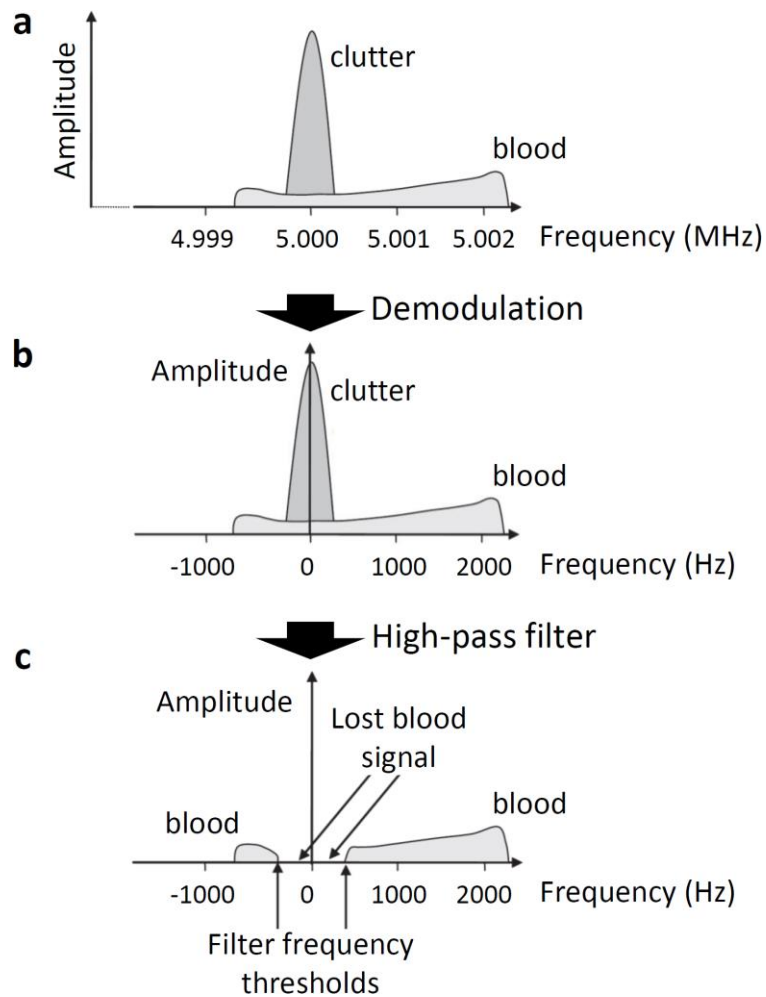 a
Amplitude
clutter
blood
4.999 5.000 5.001 5.002 Frequency (MHz)
Demodulation
b
Amplitude
clutter
blood
-1000 0 1000 2000 Frequency (Hz)
High-pass filter
c
Amplitude
Lost blood
signal
blood
blood
-1000 0 1000 2000 Frequency (Hz)
Filter frequency
thresholds